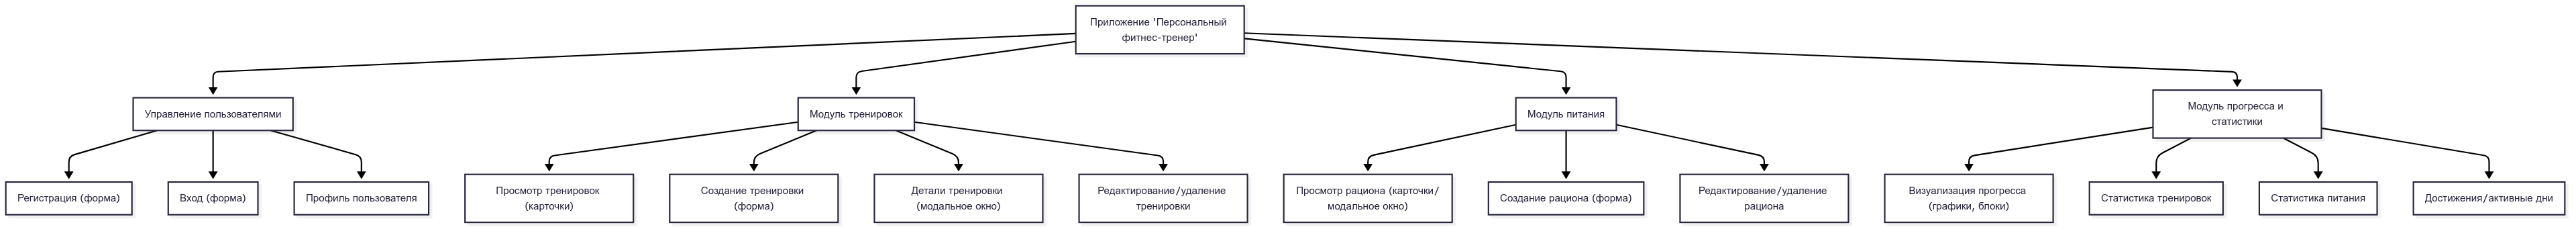 Приложение 'Персональный
фитнес-тренер'
Управление пользователями
Модуль тренировок
Модуль питания
Модуль прогресса и
статистики
Регистрация (форма)
Вход (форма)
Профиль пользователя
Просмотр тренировок
(карточки)
Создание тренировки
(форма)
Детали тренировки
(модальное окно)
Редактирование/удаление
тренировки
Просмотр рациона (карточки/
модальное окно)
Создание рациона (форма)
Редактирование/удаление
рациона
Визуализация прогресса
(графики, блоки)
Статистика тренировок
Статистика питания
Достижения/активные дни